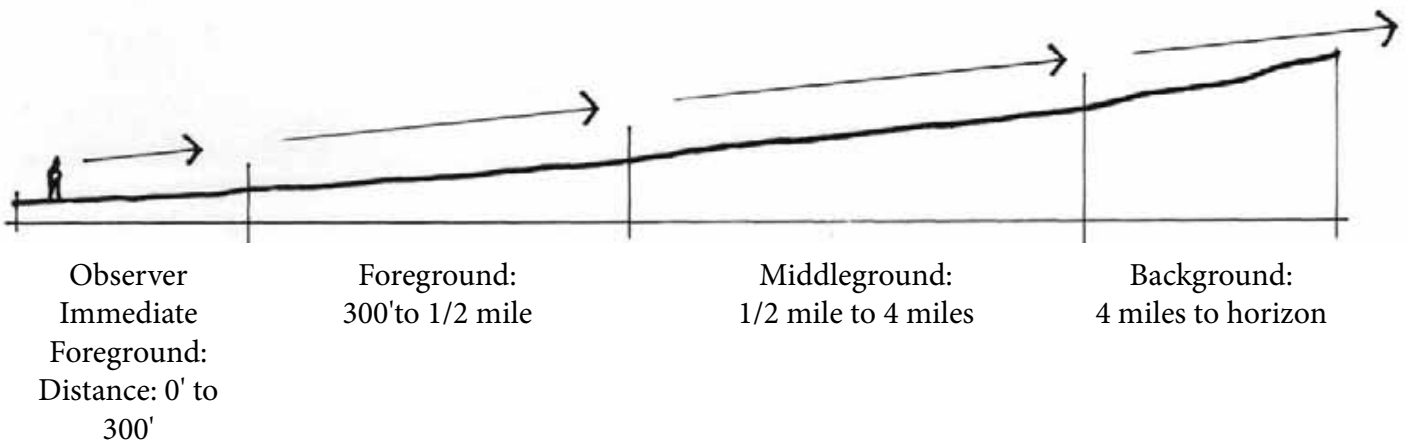 Observer
Immediate
Foreground:
Distance: 0' to
300'
Foreground:
300'to 1/2 mile
Middleground:
1/2 mile to 4 miles
Background:
4 miles to horizon